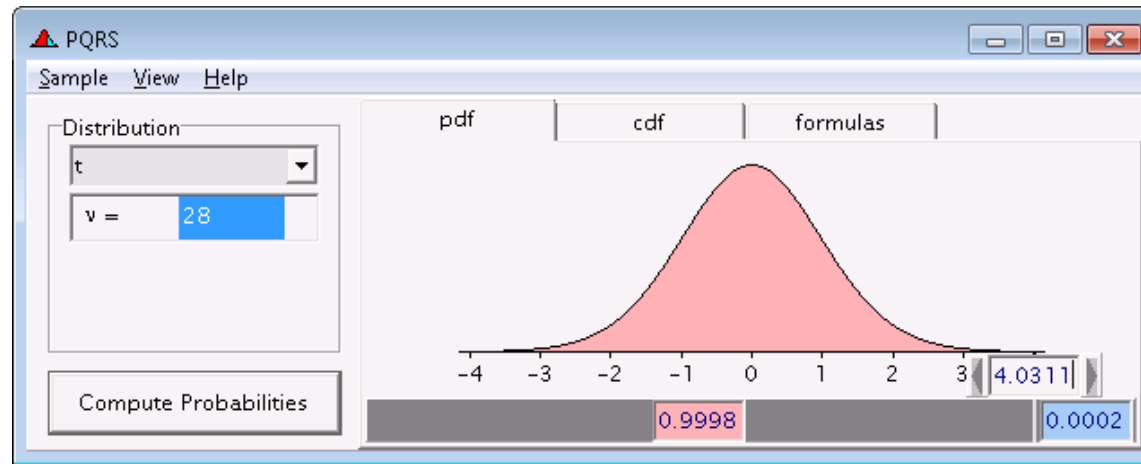 PQRS
Sample View Help
Distribution
t
ν = 28
Compute Probabilities
pdf cdf formulas
-4 -3 -2 -1 0 1 2 3 4.0311
0.9998 0.0002